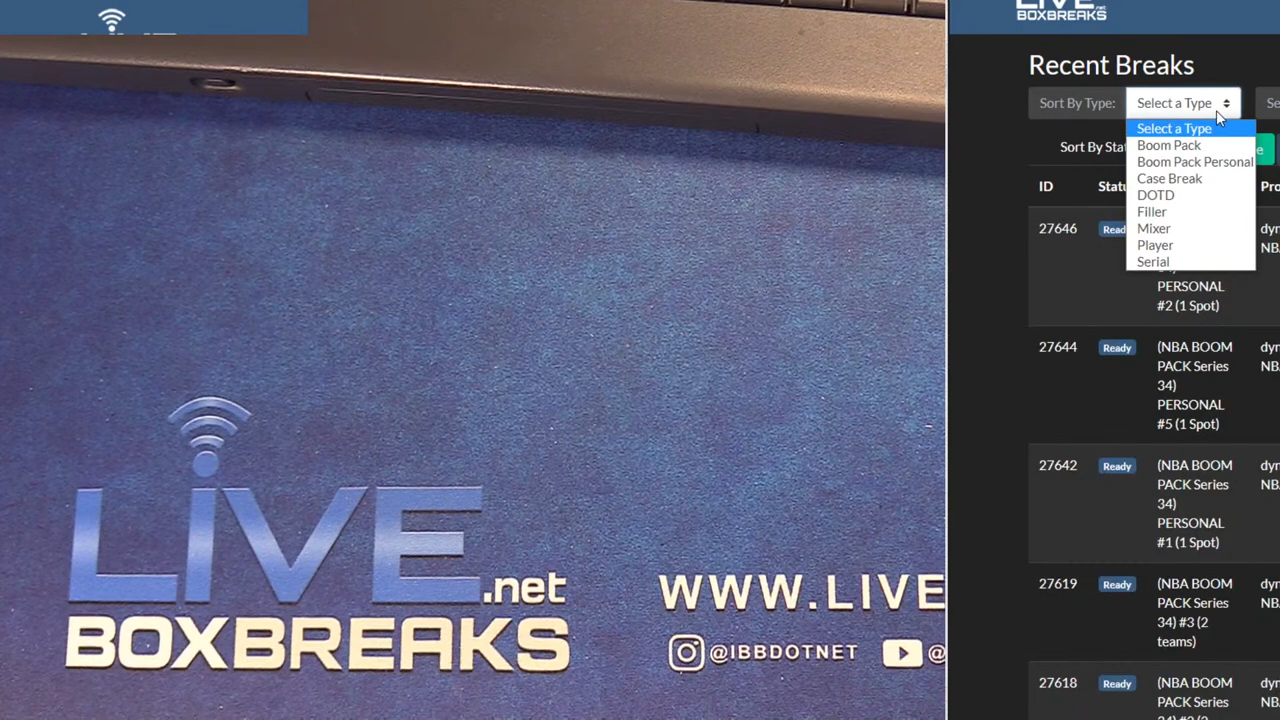 LIVE.net
BOXBREAKS
Recent Breaks
Sort By Type:
Select a Type
Select a Type
Boom Pack
Boom Pack Personal
Case Break
DOTD
Filler
Mixer
Player
Serial
Sort By
ID
27646
PERSONAL
#2 (1 Spot)
27644
Ready
(NBA BOOM
PACK Series
34)
PERSONAL
#5 (1 Spot)
27642
Ready
(NBA BOOM
PACK Series
34)
PERSONAL
#1 (1 Spot)
27619
Ready
(NBA BOOM
PACK Series
34) #3 (2
teams)
27618
Ready
(NBA BOOM
PACK Series
LIVE.net
BOXBREAKS
WWW.LIVE
@IBBDOTNET
@